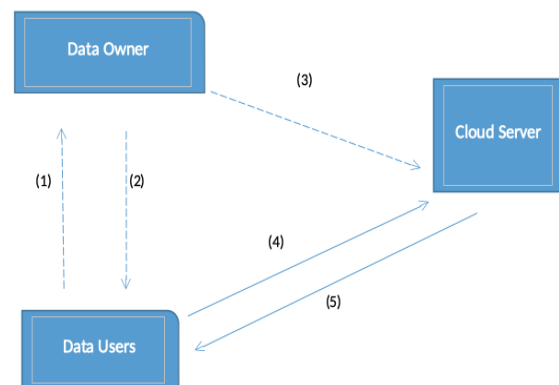 Data Owner
(3)
Cloud Server
(1)
(2)
(4)
(5)
Data Users